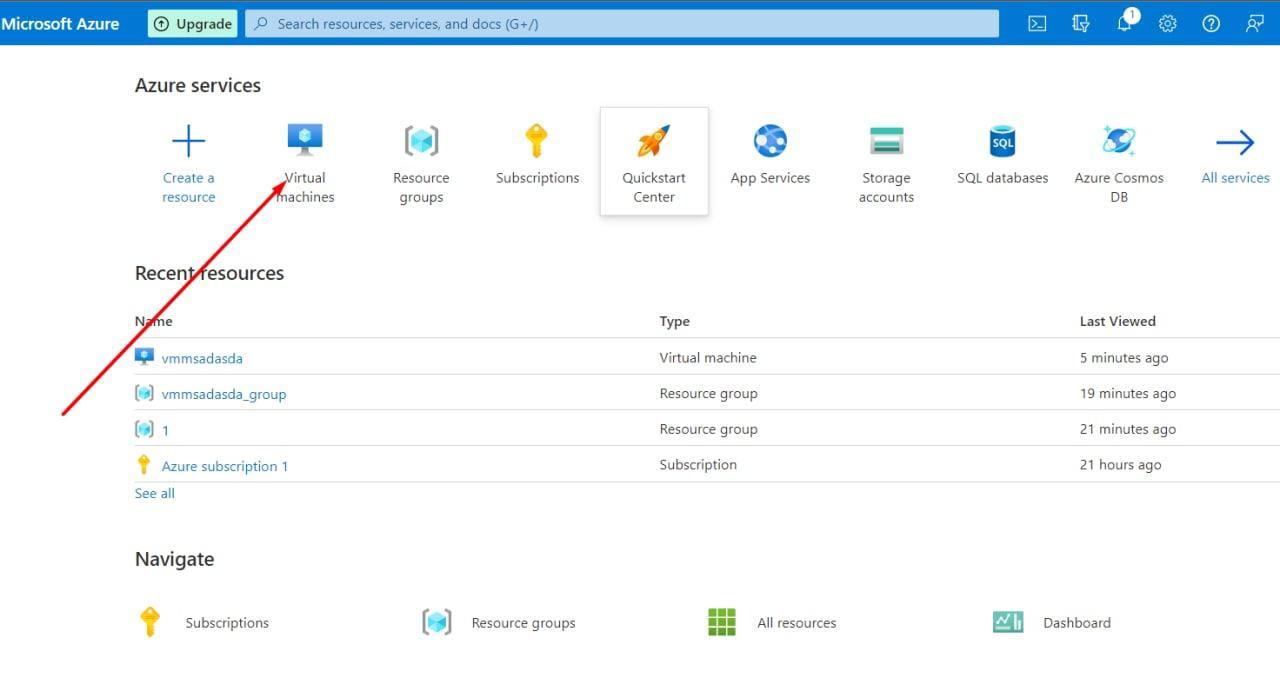 Microsoft Azure
Upgrade
Search resources, services, and docs (G+/)
1
Azure services
Create a
resource
Virtual
machines
Resource
groups
Subscriptions
Quickstart
Center
App Services
Storage
accounts
SQL
SQL databases
Azure Cosmos
DB
All services
Recent resources
Name Type Last Viewed
vmmsadasda Virtual machine 5 minutes ago
vmmsadasda_group Resource group 19 minutes ago
1 Resource group 21 minutes ago
Azure subscription 1 Subscription 21 hours ago
See all
Navigate
Subscriptions Resource groups All resources Dashboard